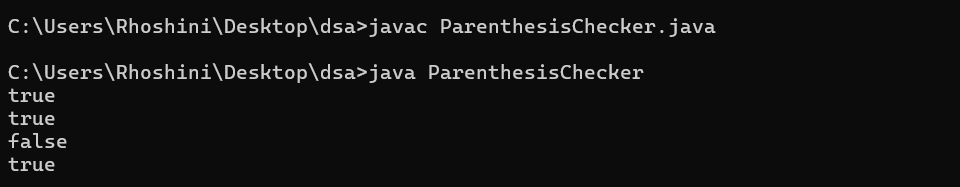 C:\Users\Rhoshini\Desktop\dsa>javac ParenthesisChecker.java
C:\Users\Rhoshini\Desktop\dsa>java ParenthesisChecker
true
true
false
true